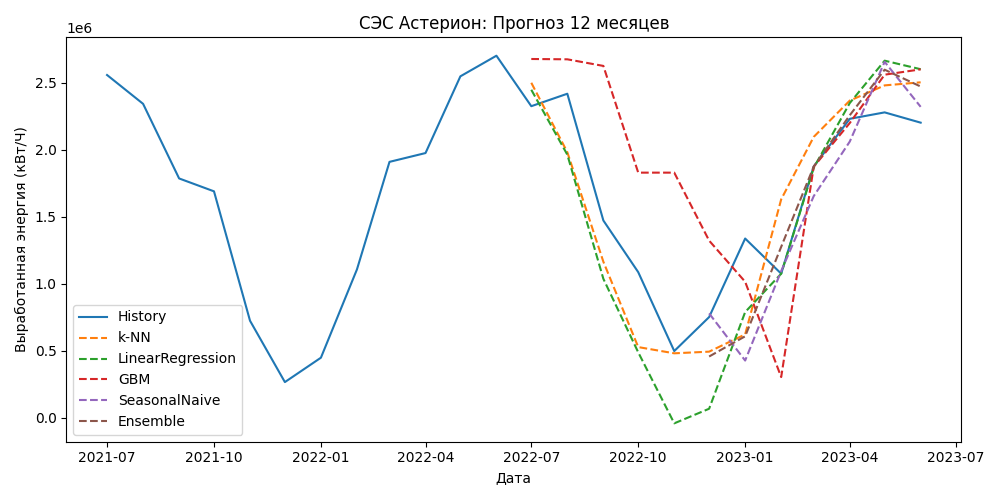 СЭС Астерион: Прогноз 12 месяцев
1e6
Выработанная энергия (кВт/Ч)
2.5
2.0
1.5
1.0
0.5
0.0
History
k-NN
LinearRegression
GBM
SeasonalNaive
Ensemble
2021-07 2021-10 2022-01 2022-04 2022-07 2022-10 2023-01 2023-04 2023-07
Дата